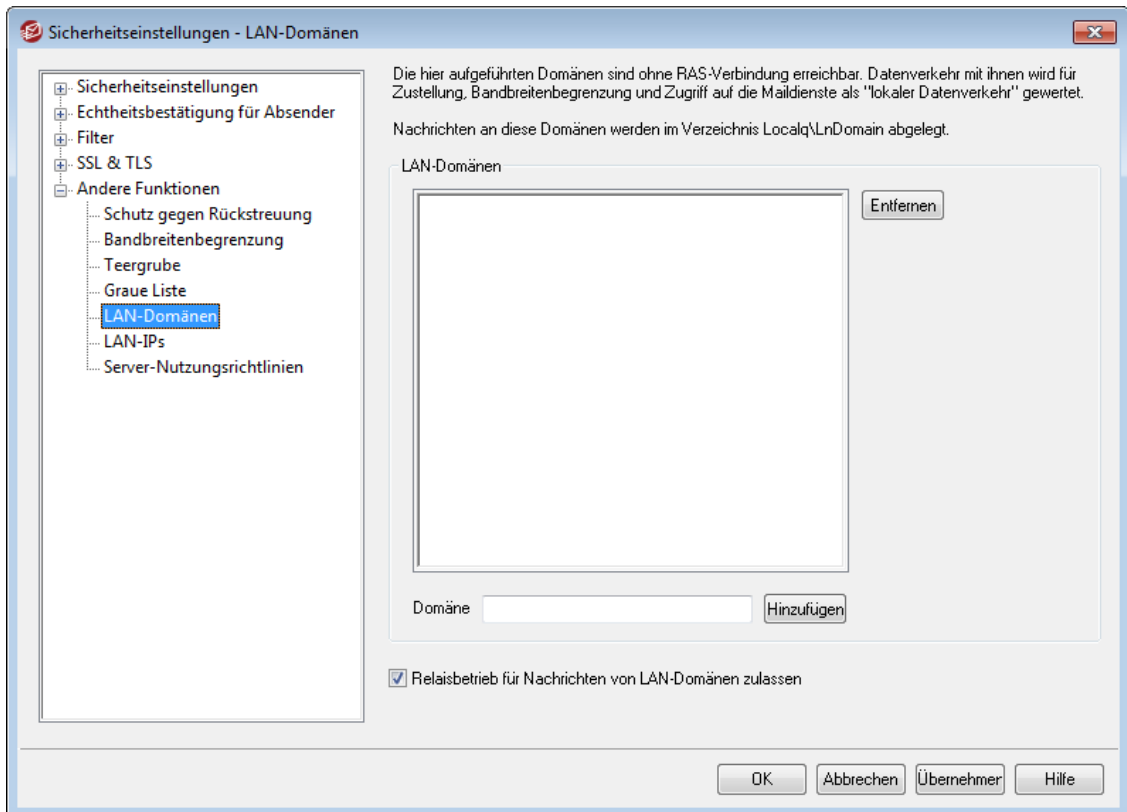 Sicherheitseinstellungen - LAN-Domänen
Sicherheitseinstellungen
Echtheitsbestätigung für Absender
Filter
SSL & TLS
Andere Funktionen
Schutz gegen Rückstreuung
Bandbreitenbegrenzung
Teergrube
Graue Liste
LAN-Domänen
LAN-IPs
Server-Nutzungsrichtlinien
Die hier aufgeführten Domänen sind ohne RAS-Verbindung erreichbar. Datenverkehr mit ihnen wird für
Zustellung, Bandbreitenbegrenzung und Zugriff auf die Maildienste als "lokaler Datenverkehr" gewertet.
Nachrichten an diese Domänen werden im Verzeichnis Localq\LnDomain abgelegt.
LAN-Domänen
Entfernen
Domäne
Hinzufügen
Relaisbetrieb für Nachrichten von LAN-Domänen zulassen
OK
Abbrechen
Übernehmer
Hilfe